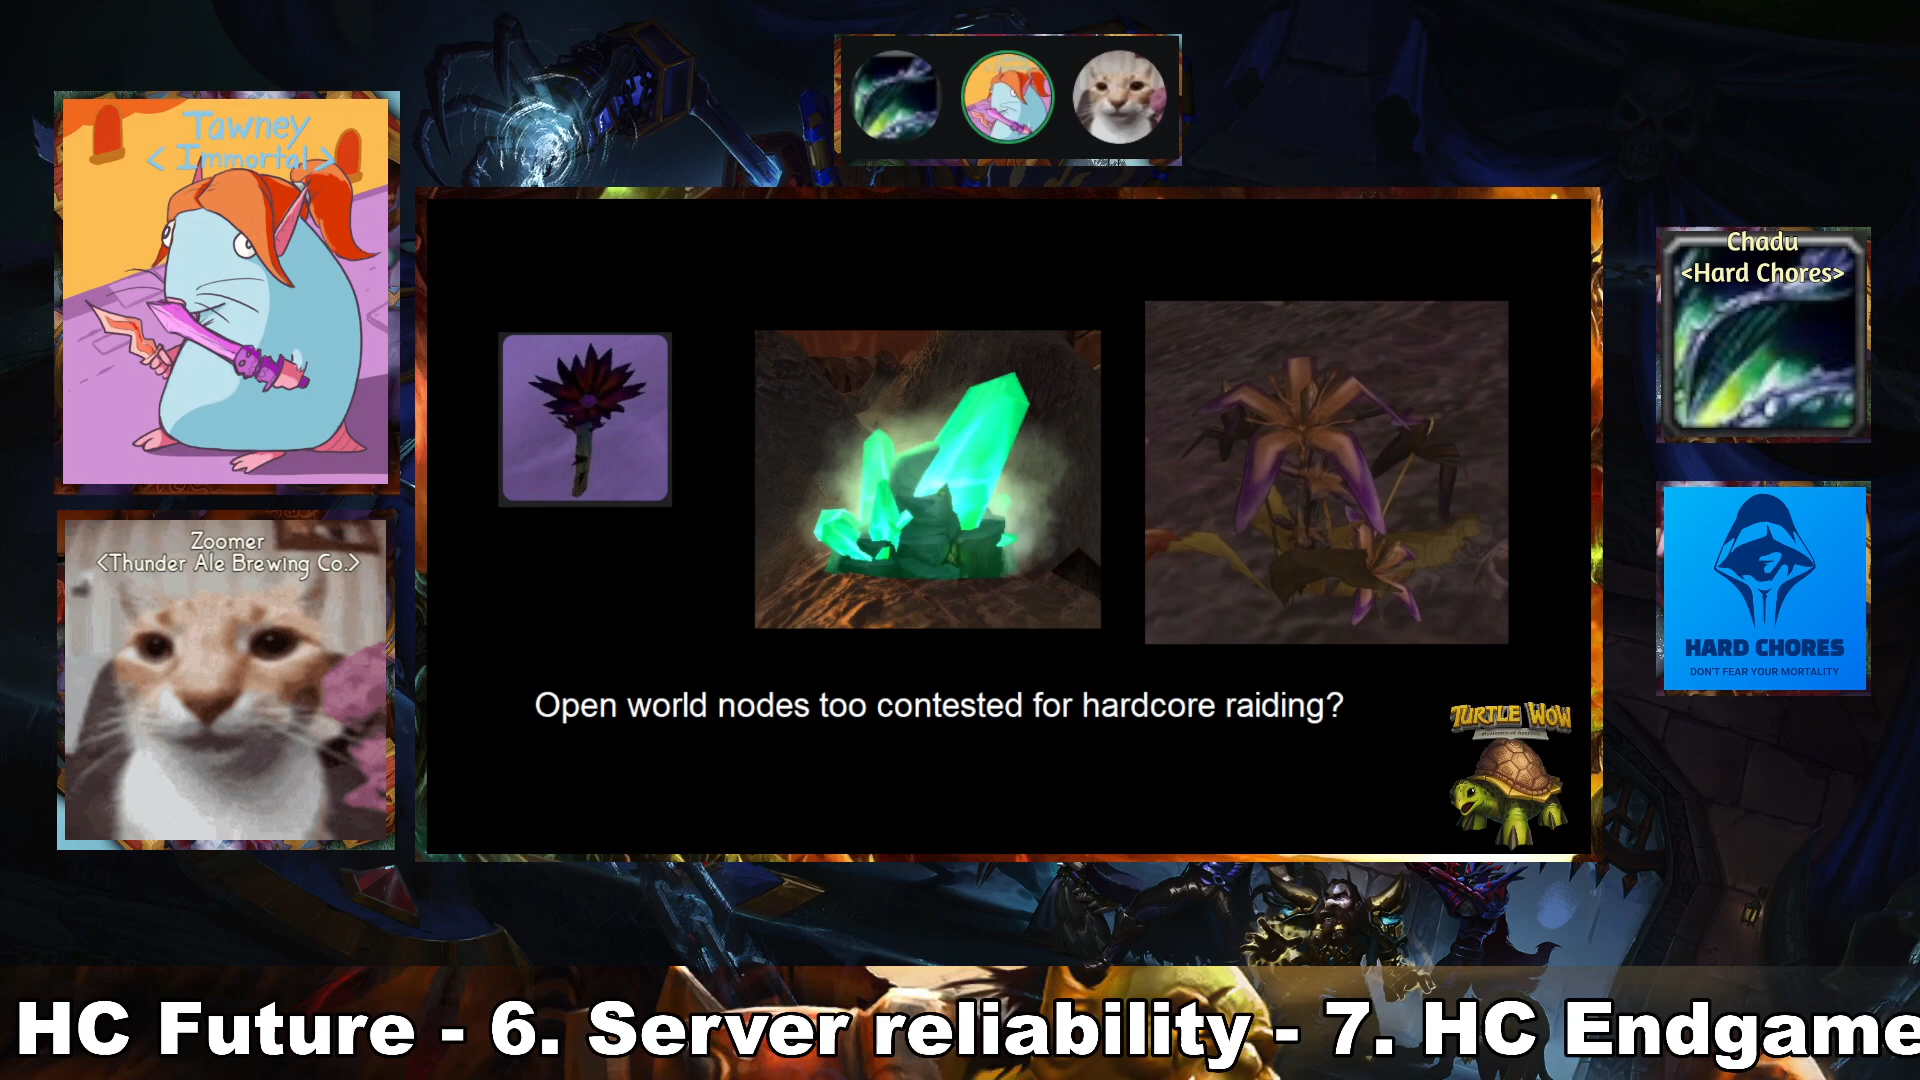 Tawney
< Immortal >
Chadu
<Hard Chores>
Zoomer
<Thunder Ale Brewing Co.>
HARD CHORES
DON'T FEAR YOUR MORTALITY
Open world nodes too contested for hardcore raiding?
TURTLE WOW
HC Future - 6. Server reliability - 7. HC Endgame